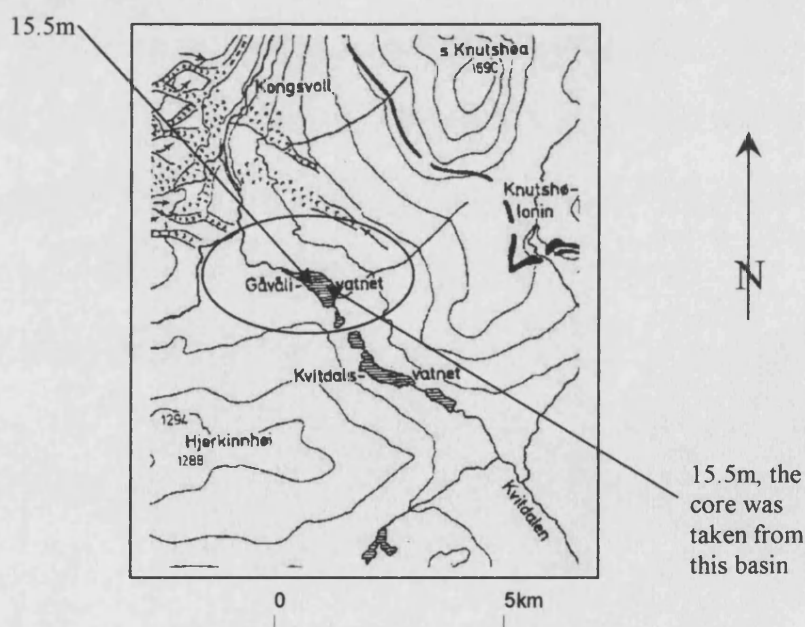 15.5m
s Knutshøa
1690
Kongsvoll
Knutshø-
lonin
N
Gåvåli-
vatnet
Kvitdals-
vatnet
1294
Hjerkinnhøi
1288
Kvitdalen
15.5m, the
core was
taken from
this basin
0
5km